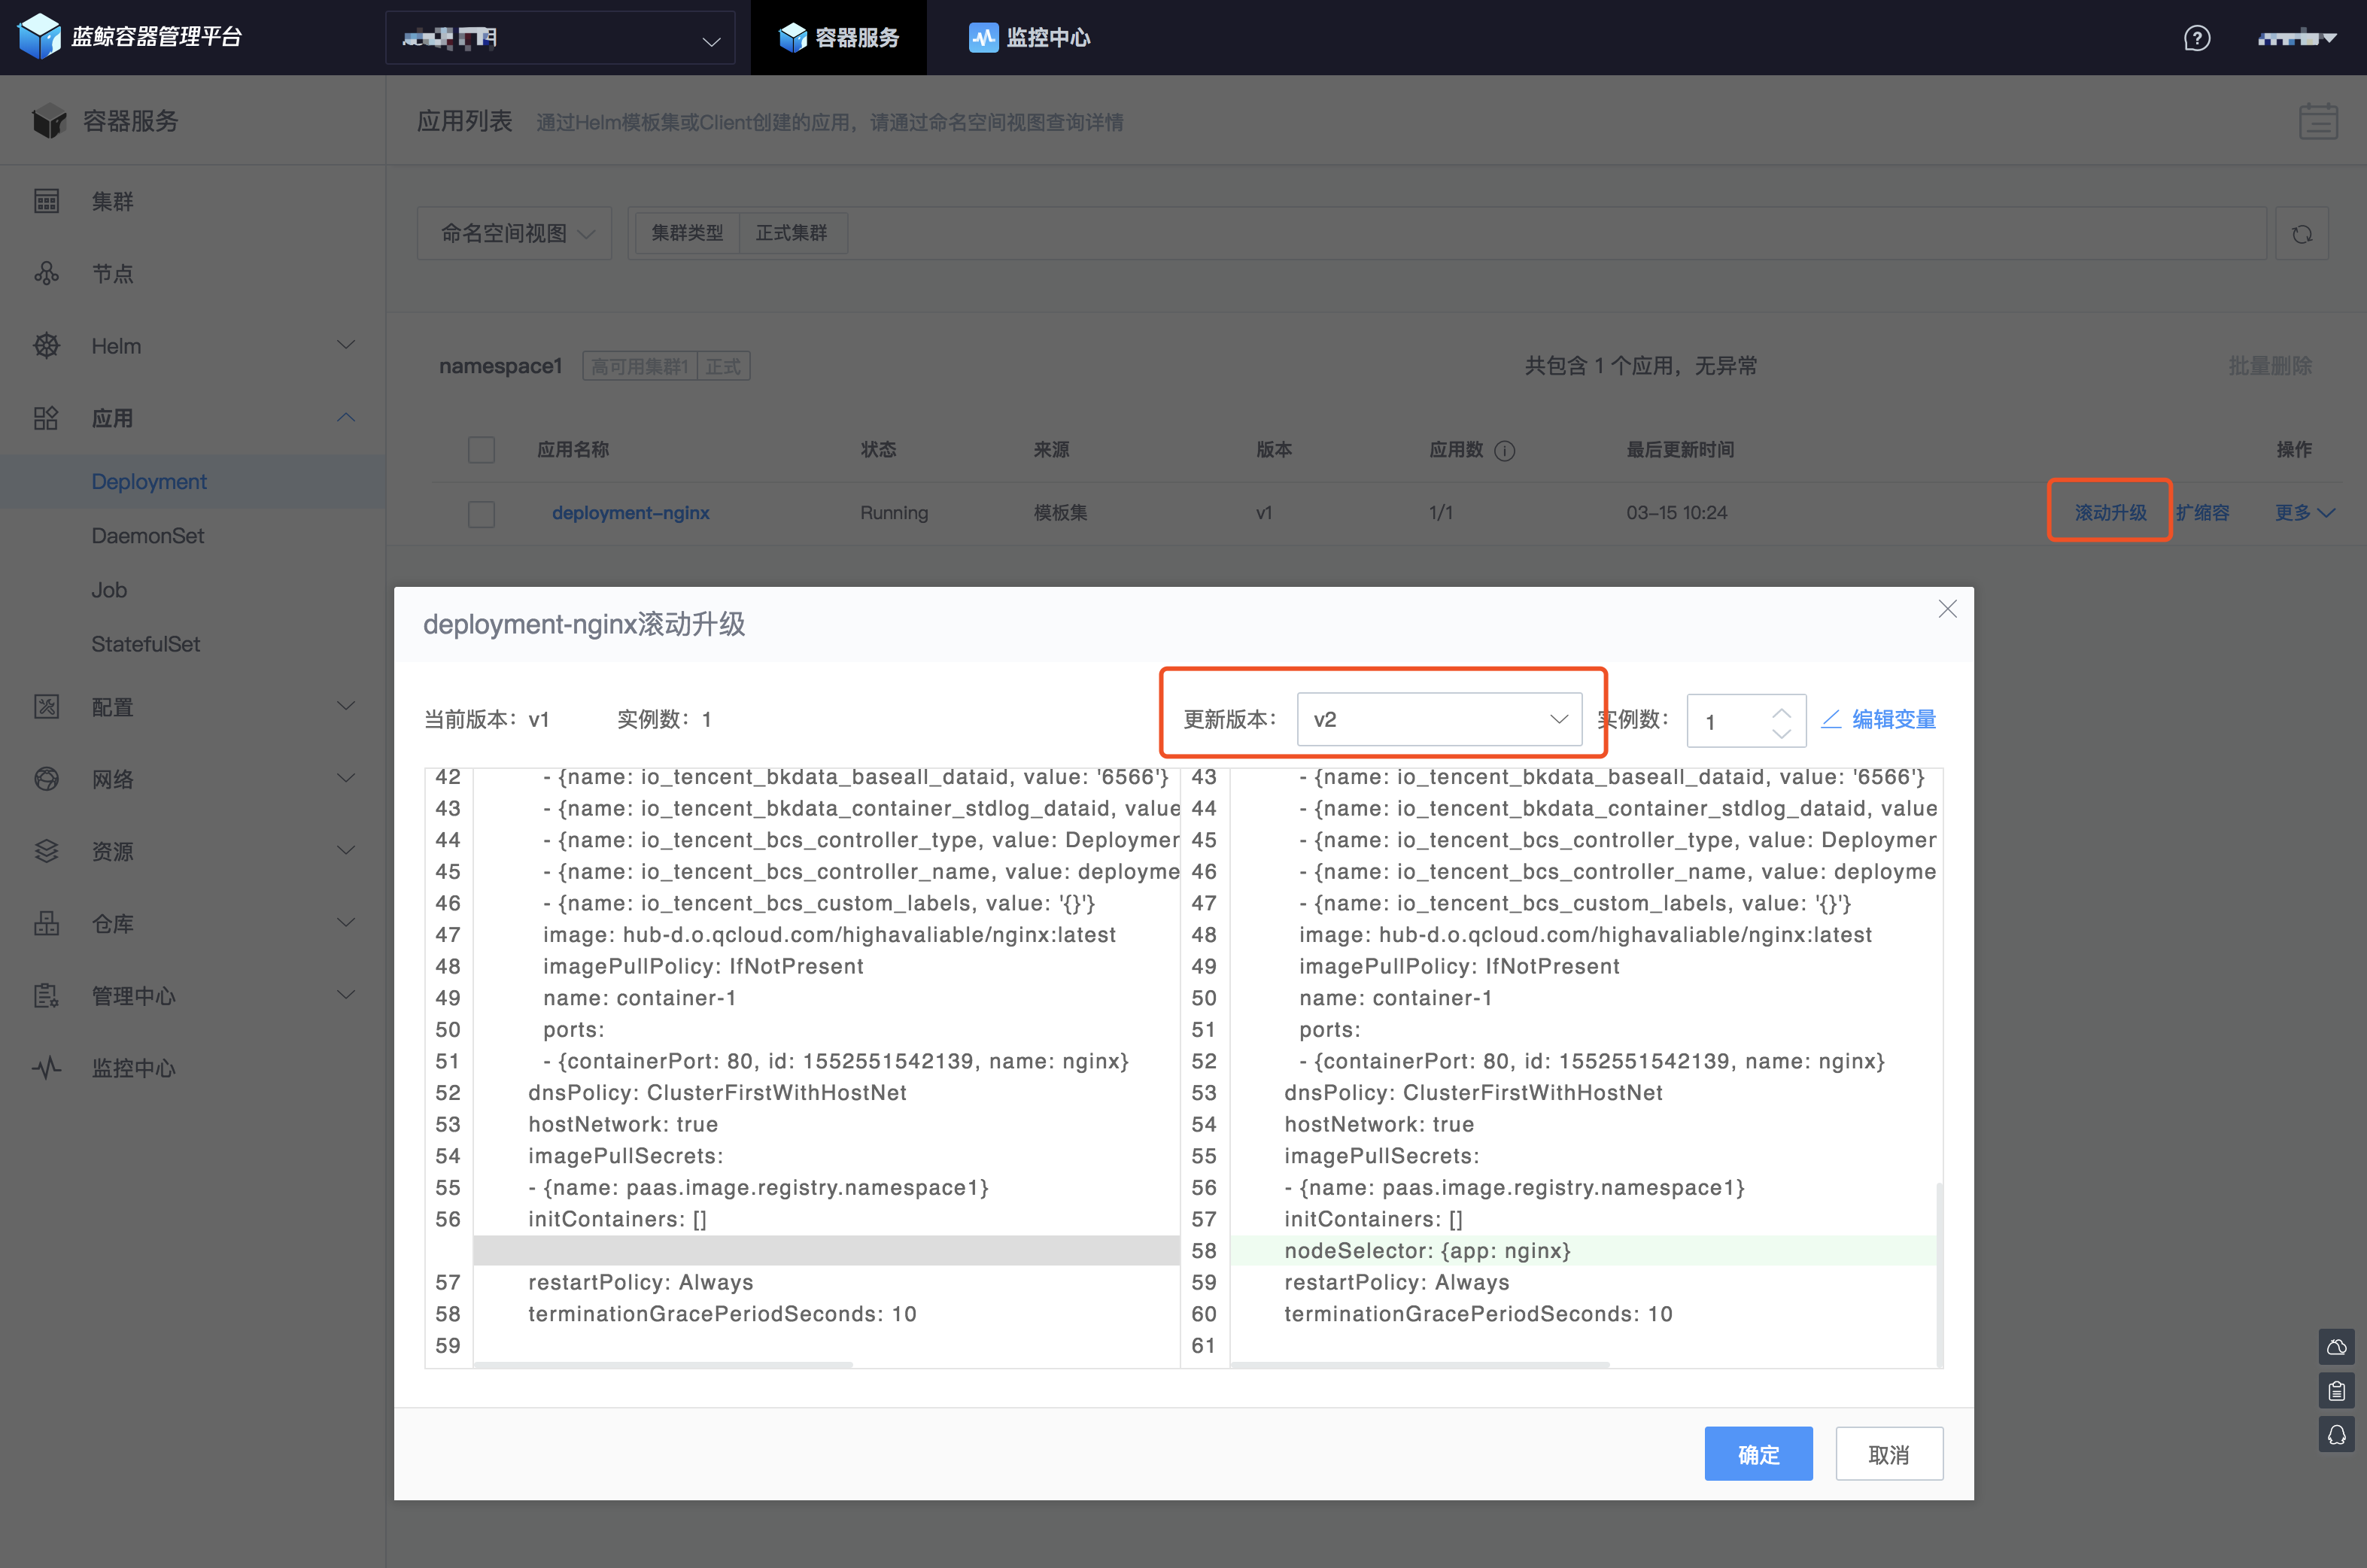 蓝鲸容器管理平台
容器服务
监控中心
容器服务
应用列表 通过Helm模板集或Client创建的应用，请通过命名空间视图查询详情
集群
节点
Helm
应用
Deployment
DaemonSet
Job
StatefulSet
配置
网络
资源
仓库
管理中心
监控中心
命名空间视图 集群类型 正式集群
namespace1 高可用集群1 正式 共包含 1 个应用，无异常 批量删除
应用名称 状态 来源 版本 应用数 最后更新时间 操作
deployment-nginx Running 模板集 v1 1/1 03-15 10:24 滚动升级 扩缩容 更多
deployment-nginx滚动升级
当前版本：v1 实例数：1 更新版本： v2 实例数： 1 编辑变量
42 - {name: io_tencent_bkdata_baseall_dataid, value: '6566'}
43 - {name: io_tencent_bkdata_container_stdlog_dataid, value
44 - {name: io_tencent_bcs_controller_type, value: Deploymer
45 - {name: io_tencent_bcs_controller_name, value: deployme
46 - {name: io_tencent_bcs_custom_labels, value: '{}'}
47 image: hub-d.o.qcloud.com/highavaliable/nginx:latest
48 imagePullPolicy: IfNotPresent
49 name: container-1
50 ports:
51 - {containerPort: 80, id: 1552551542139, name: nginx}
52 dnsPolicy: ClusterFirstWithHostNet
53 hostNetwork: true
54 imagePullSecrets:
55 - {name: paas.image.registry.namespace1}
56 initContainers: []
57 restartPolicy: Always
58 terminationGracePeriodSeconds: 10
59
43 - {name: io_tencent_bkdata_baseall_dataid, value: '6566'}
44 - {name: io_tencent_bkdata_container_stdlog_dataid, value
45 - {name: io_tencent_bcs_controller_type, value: Deploymer
46 - {name: io_tencent_bcs_controller_name, value: deployme
47 - {name: io_tencent_bcs_custom_labels, value: '{}'}
48 image: hub-d.o.qcloud.com/highavaliable/nginx:latest
49 imagePullPolicy: IfNotPresent
50 name: container-1
51 ports:
52 - {containerPort: 80, id: 1552551542139, name: nginx}
53 dnsPolicy: ClusterFirstWithHostNet
54 hostNetwork: true
55 imagePullSecrets:
56 - {name: paas.image.registry.namespace1}
57 initContainers: []
58 nodeSelector: {app: nginx}
59 restartPolicy: Always
60 terminationGracePeriodSeconds: 10
61
确定 取消